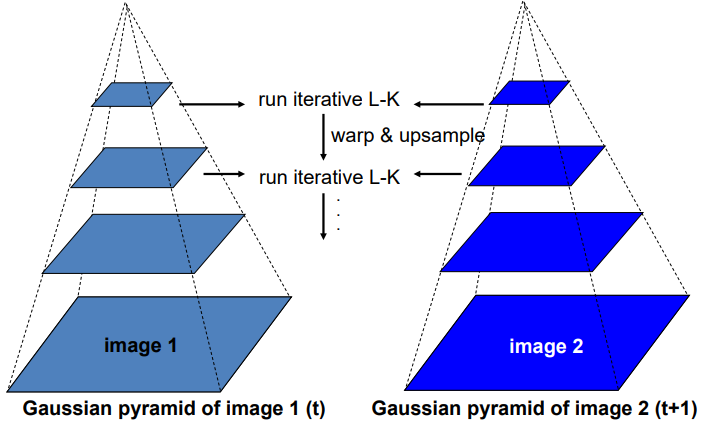 run iterative L-K
warp & upsample
run iterative L-K
.
.
.
image 1
image 2
Gaussian pyramid of image 1 (t)
Gaussian pyramid of image 2 (t+1)